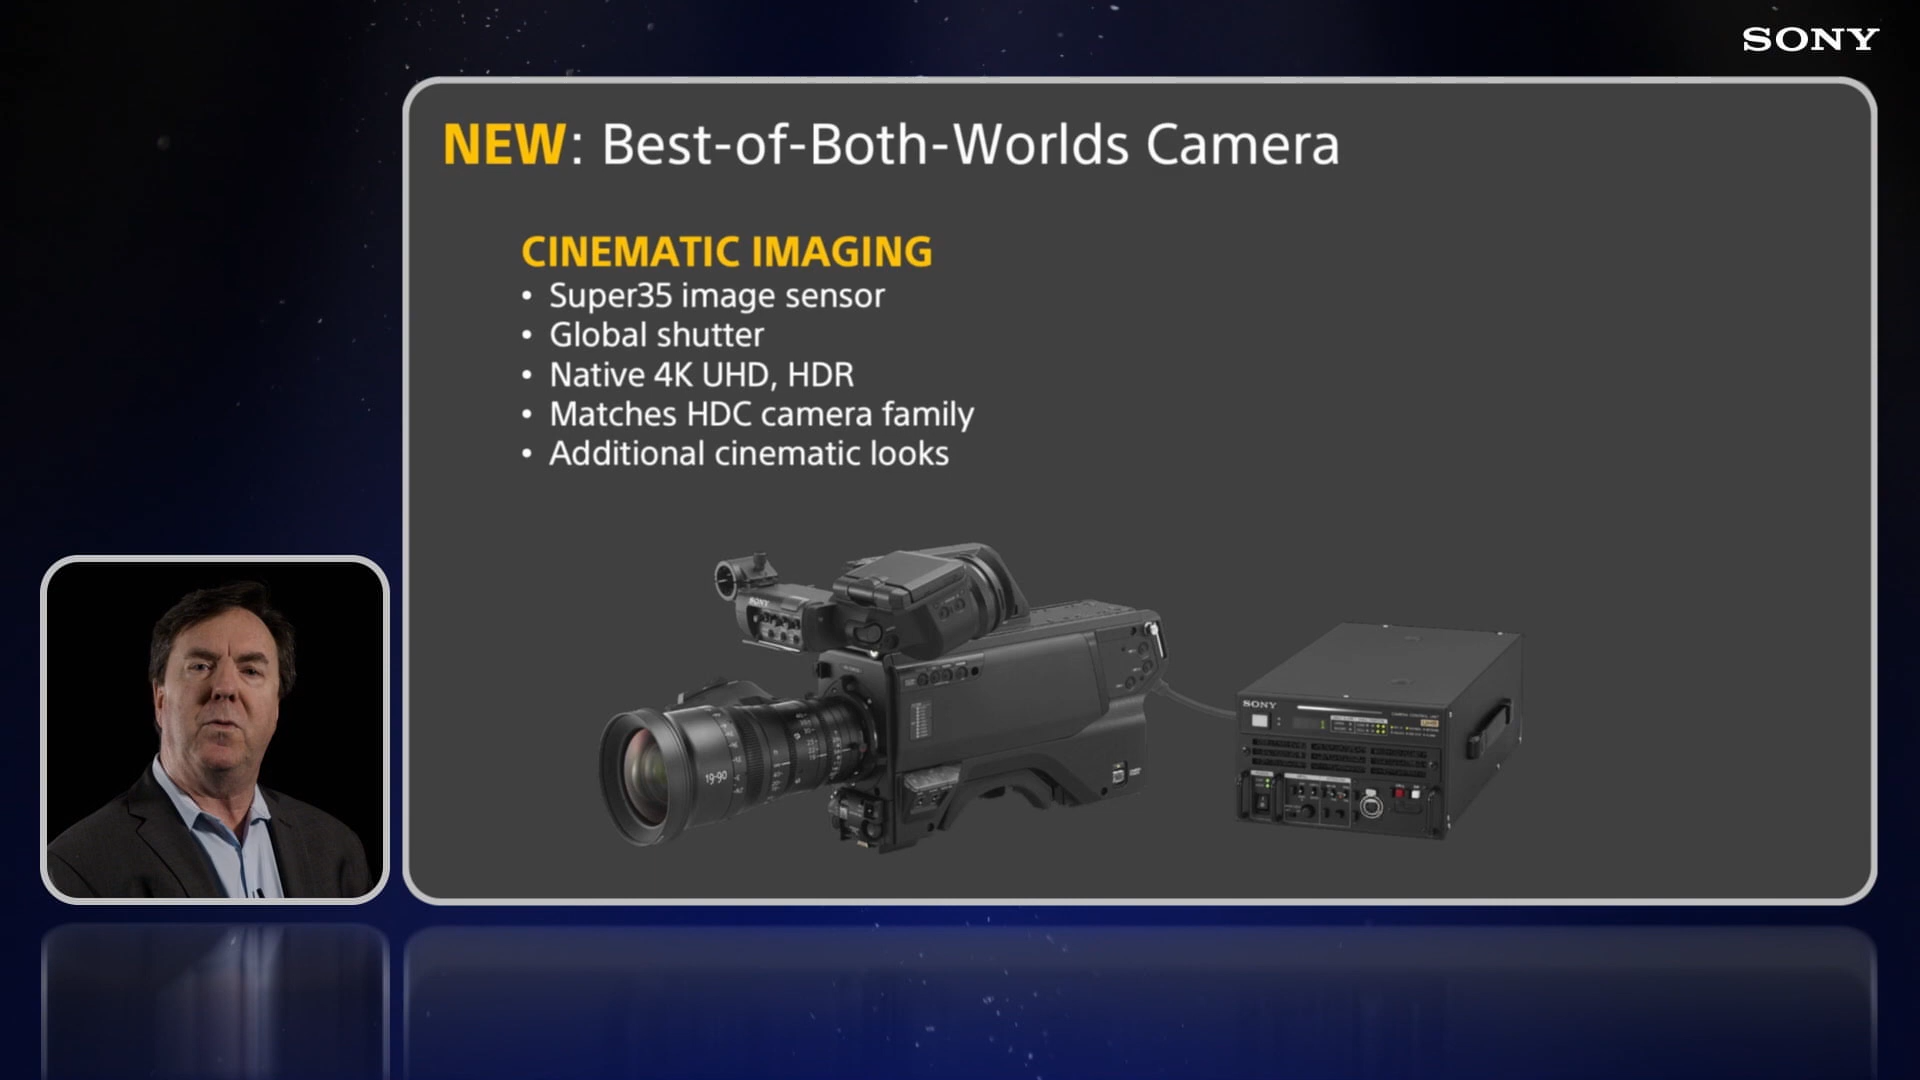 SONY
NEW: Best-of-Both-Worlds Camera
CINEMATIC IMAGING
• Super35 image sensor
• Global shutter
• Native 4K UHD, HDR
• Matches HDC camera family
• Additional cinematic looks
SONY
19-90
SONY